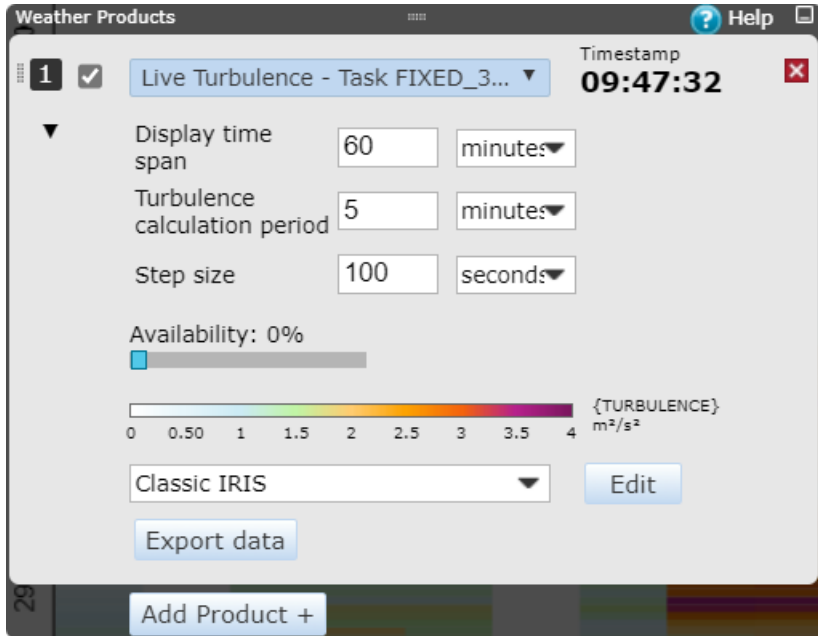 Weather Products
Help
1
Live Turbulence - Task FIXED_3...
Timestamp
09:47:32
Display time
span
60
minutes
Turbulence
calculation period
5
minutes
Step size
100
seconds
Availability: 0%
{TURBULENCE}
m²/s²
0 0.50 1 1.5 2 2.5 3 3.5 4
Classic IRIS
Edit
Export data
29
Add Product +